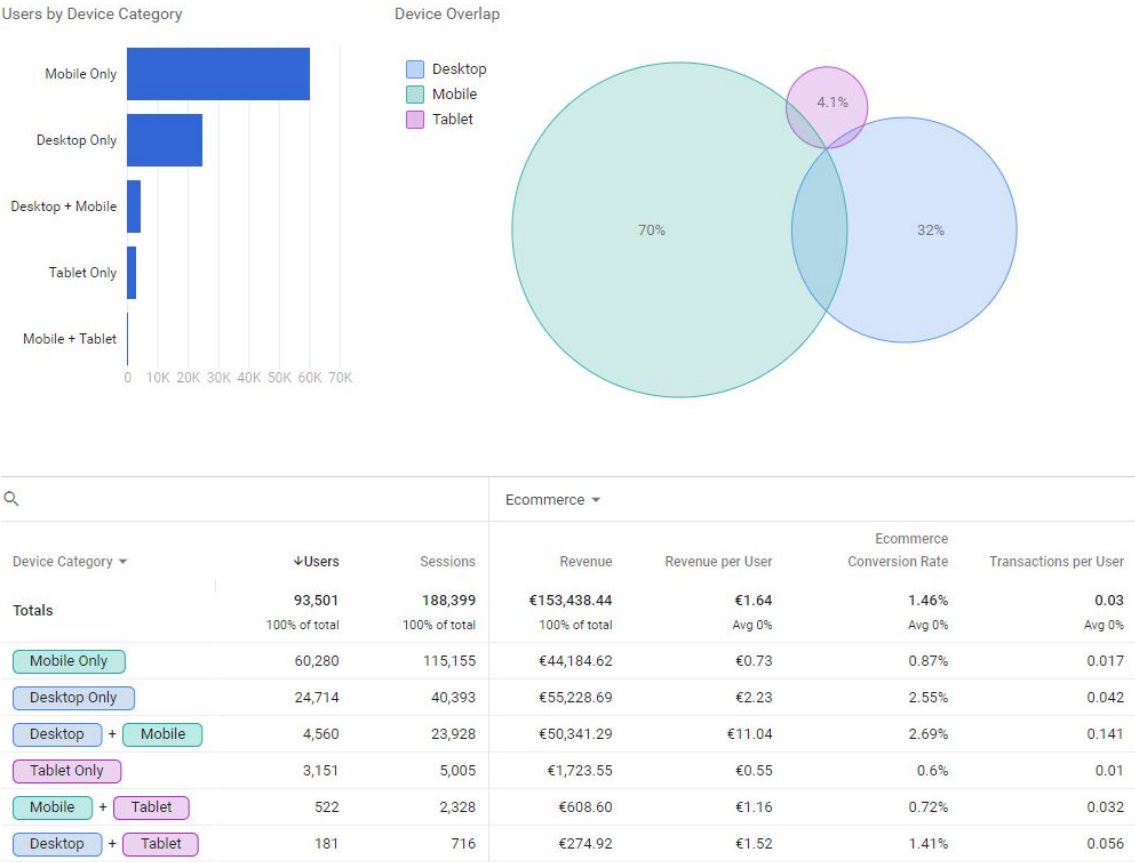 Users by Device Category
Device Overlap
Mobile Only
Desktop Only
Desktop + Mobile
Tablet Only
Mobile + Tablet
0 10K 20K 30K 40K 50K 60K 70K
Desktop
Mobile
Tablet
4.1%
70%
32%
Ecommerce
Device Category Users Sessions Revenue Revenue per User Ecommerce Conversion Rate Transactions per User
Totals 93,501 188,399 €153,438.44 €1.64 1.46% 0.03
100% of total 100% of total 100% of total Avg 0% Avg 0% Avg 0%
Mobile Only 60,280 115,155 €44,184.62 €0.73 0.87% 0.017
Desktop Only 24,714 40,393 €55,228.69 €2.23 2.55% 0.042
Desktop + Mobile 4,560 23,928 €50,341.29 €11.04 2.69% 0.141
Tablet Only 3,151 5,005 €1,723.55 €0.55 0.6% 0.01
Mobile + Tablet 522 2,328 €608.60 €1.16 0.72% 0.032
Desktop + Tablet 181 716 €274.92 €1.52 1.41% 0.056